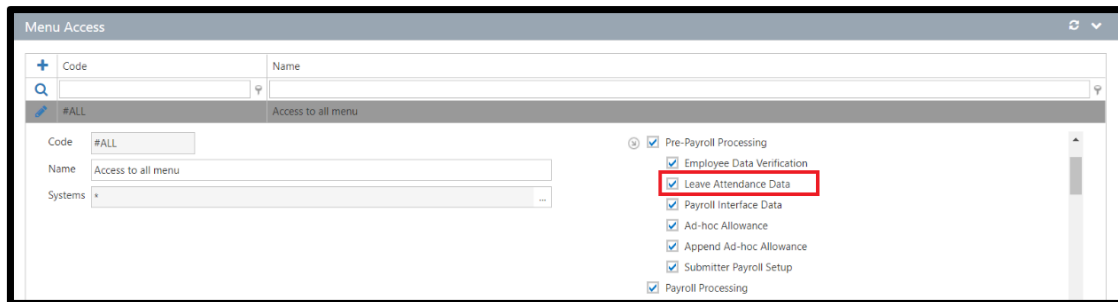 Menu Access
Code Name
#ALL Access to all menu
Code #ALL
Name Access to all menu
Systems * ...
Pre-Payroll Processing
Employee Data Verification
Leave Attendance Data
Payroll Interface Data
Ad-hoc Allowance
Append Ad-hoc Allowance
Submitter Payroll Setup
Payroll Processing